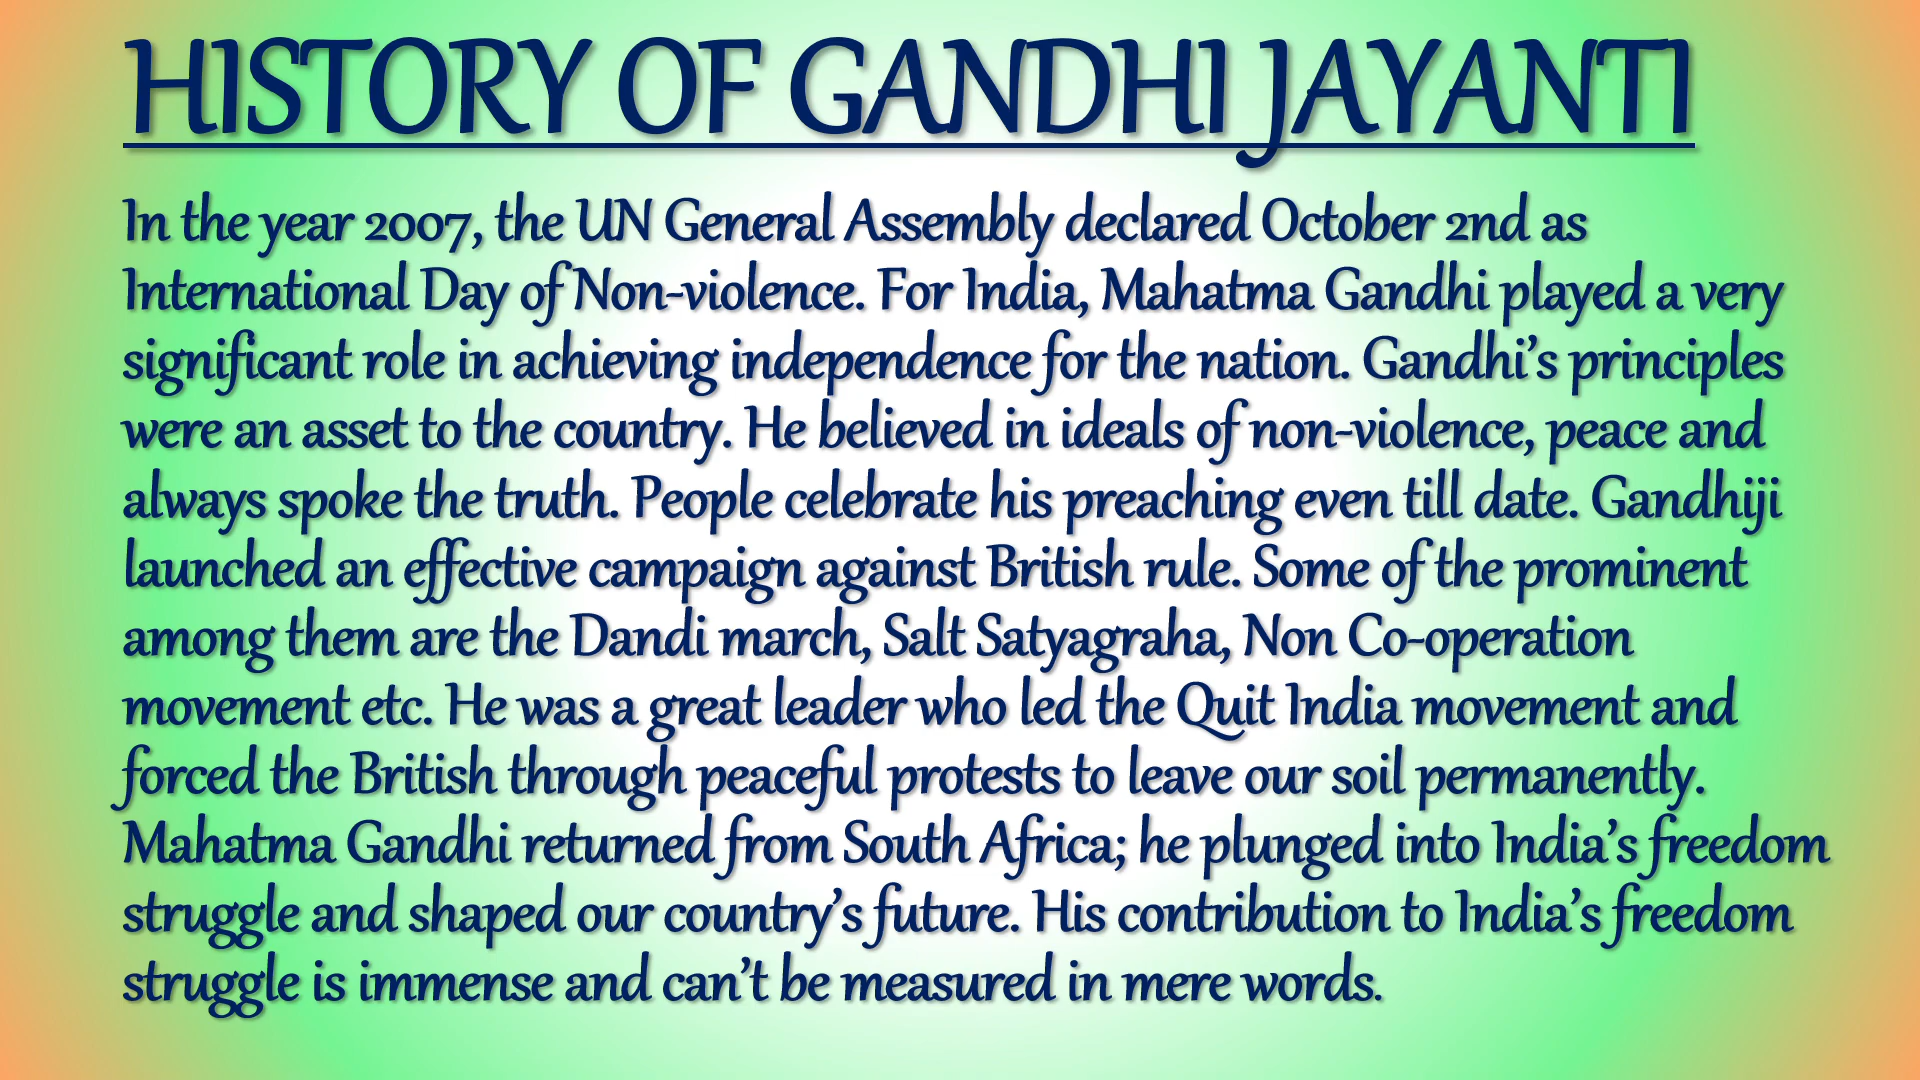 HISTORY OF GANDHI JAYANTI
In the year 2007, the UN General Assembly declared October 2nd as
International Day of Non-violence. For India, Mahatma Gandhi played a very
significant role in achieving independence for the nation. Gandhi’s principles
were an asset to the country. He believed in ideals of non-violence, peace and
always spoke the truth. People celebrate his preaching even till date. Gandhiji
launched an effective campaign against British rule. Some of the prominent
among them are the Dandi march, Salt Satyagraha, Non Co-operation
movement etc. He was a great leader who led the Quit India movement and
forced the British through peaceful protests to leave our soil permanently.
Mahatma Gandhi returned from South Africa; he plunged into India’s freedom
struggle and shaped our country’s future. His contribution to India’s freedom
struggle is immense and can’t be measured in mere words.